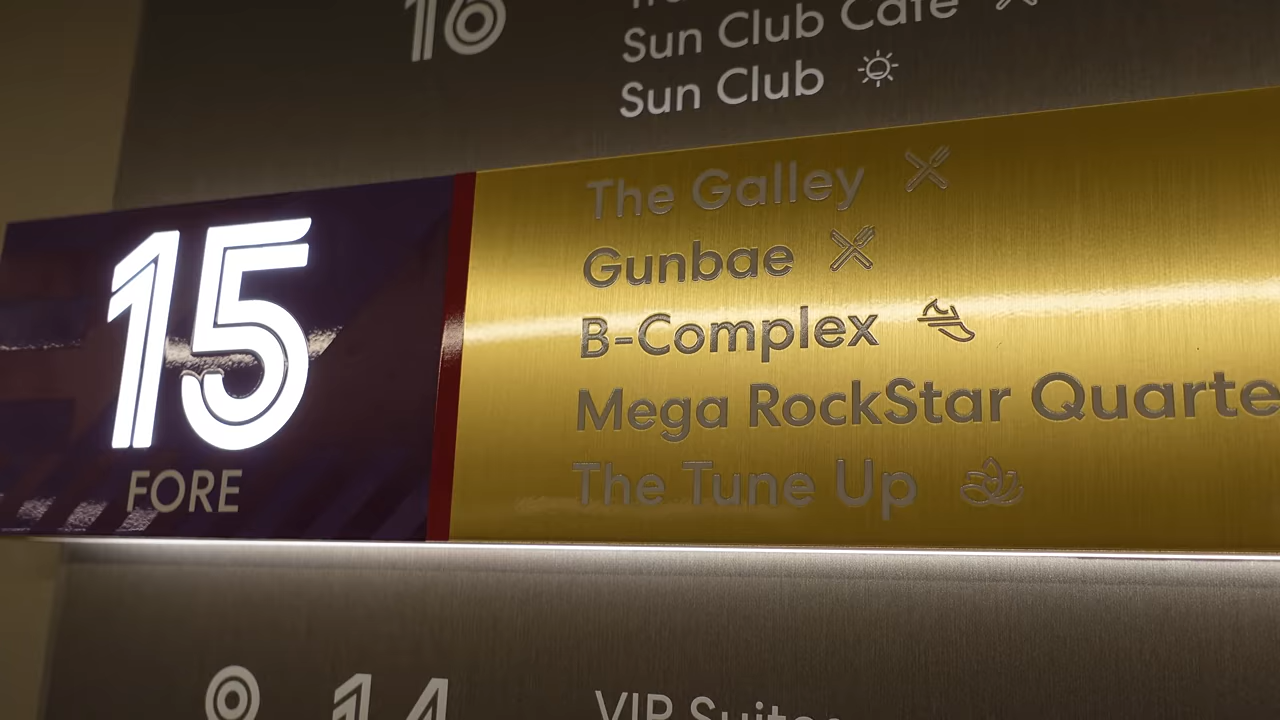 16
Sun Club Cafe
Sun Club
15
FORE
The Galley
Gunbae
B-Complex
Mega RockStar Quarte
The Tune Up
14
VIP Suites